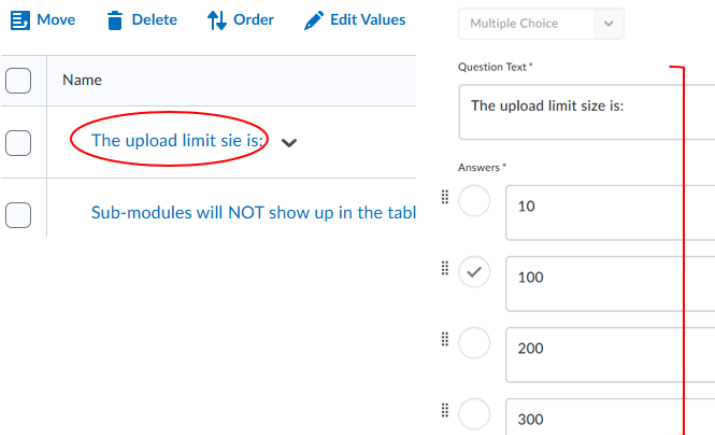 Move Delete Order Edit Values
Name
The upload limit sie is:
Sub-modules will NOT show up in the tabl
Multiple Choice
Question Text *
The upload limit size is:
Answers *
10
100
200
300